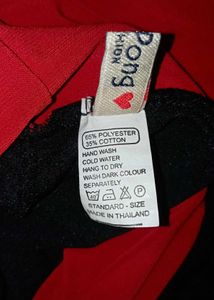 Dong
65% POLYESTER
35% COTTON
HAND WASH
COLD WATER
HANG TO DRY
WASH DARK COLOUR
SEPARATELY
STANDARD - SIZE
MADE IN THAILAND